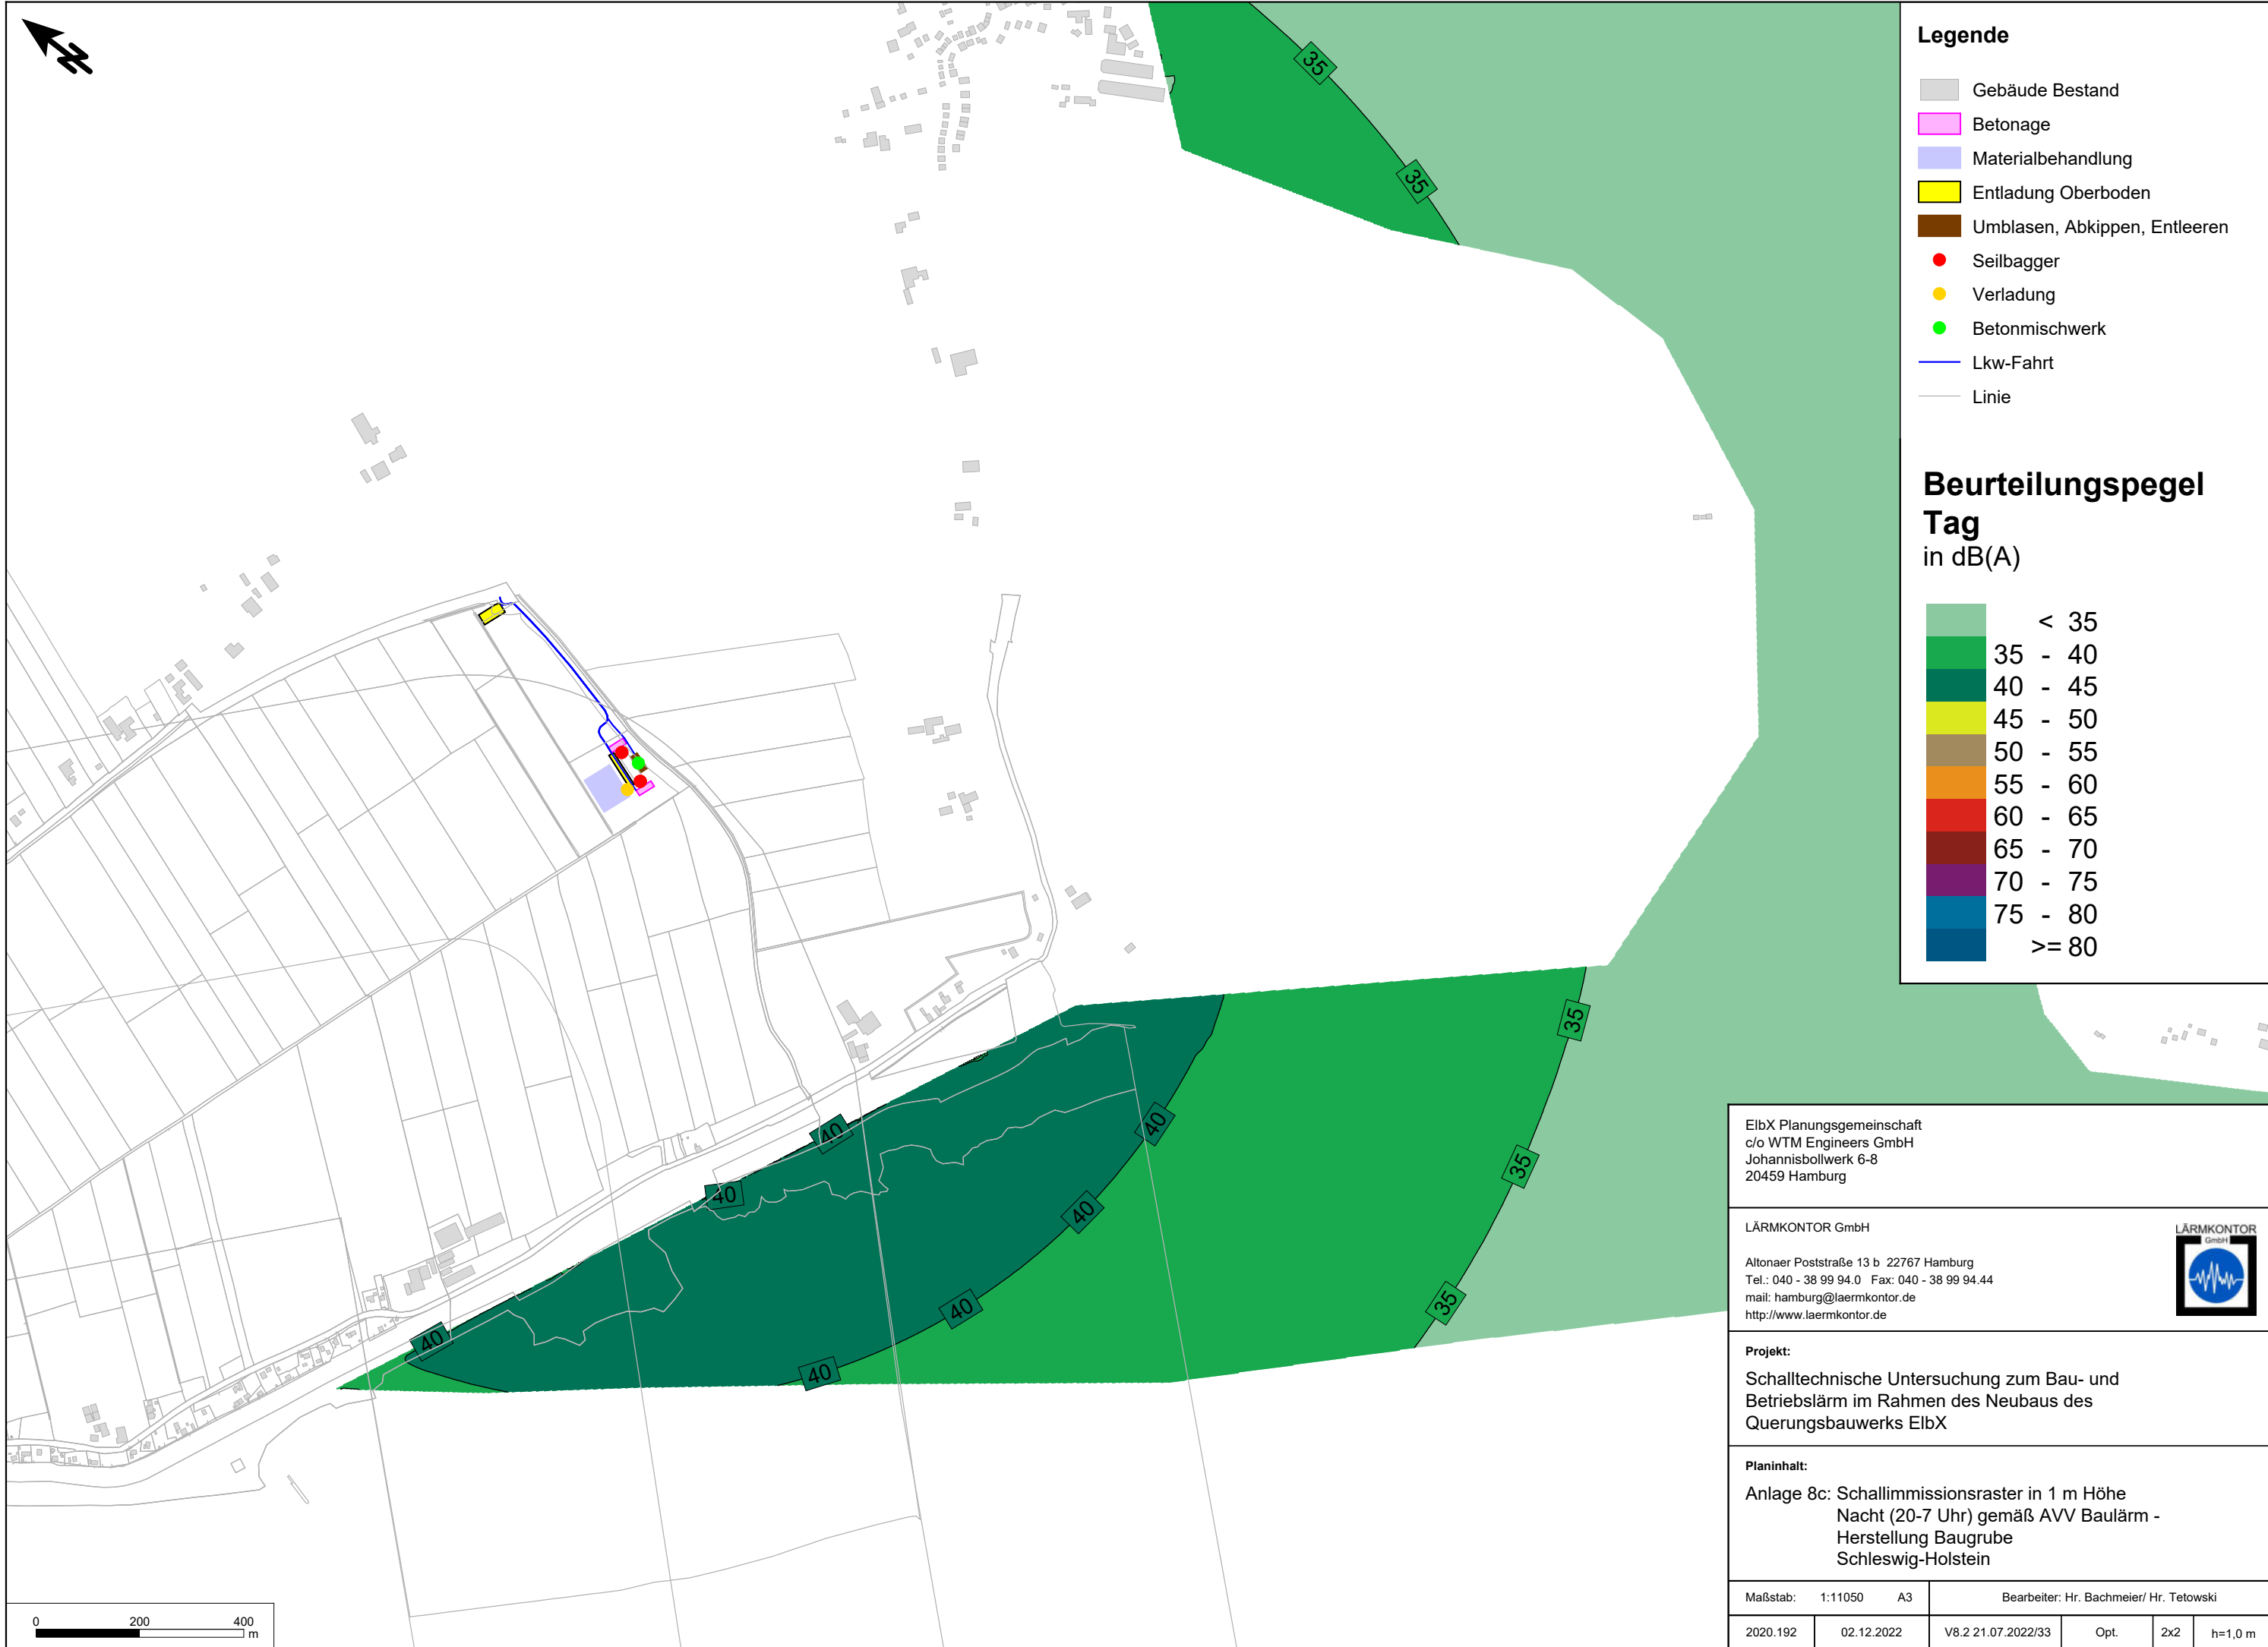 N
35
35
40
40
40
40
40
40
40
35
35
35
0 200 400
m
Legende
Gebäude Bestand
Betonage
Materialbehandlung
Entladung Oberboden
Umblasen, Abkippen, Entleeren
Seilbagger
Verladung
Betonmischwerk
Lkw-Fahrt
Linie
Beurteilungspegel
Tag
in dB(A)
< 35
35 - 40
40 - 45
45 - 50
50 - 55
55 - 60
60 - 65
65 - 70
70 - 75
75 - 80
>= 80
ElbX Planungsgemeinschaft
c/o WTM Engineers GmbH
Johannisbollwerk 6-8
20459 Hamburg
LÄRMKONTOR GmbH
Altonaer Poststraße 13 b 22767 Hamburg
Tel.: 040 - 38 99 94.0 Fax: 040 - 38 99 94.44
mail: hamburg@laermkontor.de
http://www.laermkontor.de
LÄRMKONTOR
GmbH
Projekt:
Schalltechnische Untersuchung zum Bau- und
Betriebslärm im Rahmen des Neubaus des
Querungsbauwerks ElbX
Planinhalt:
Anlage 8c: Schallimmissionsraster in 1 m Höhe
Nacht (20-7 Uhr) gemäß AVV Baulärm -
Herstellung Baugrube
Schleswig-Holstein
Maßstab: 1:11050 A3 Bearbeiter: Hr. Bachmeier/ Hr. Tetowski
2020.192 02.12.2022 V8.2 21.07.2022/33 Opt. 2x2 h=1,0 m